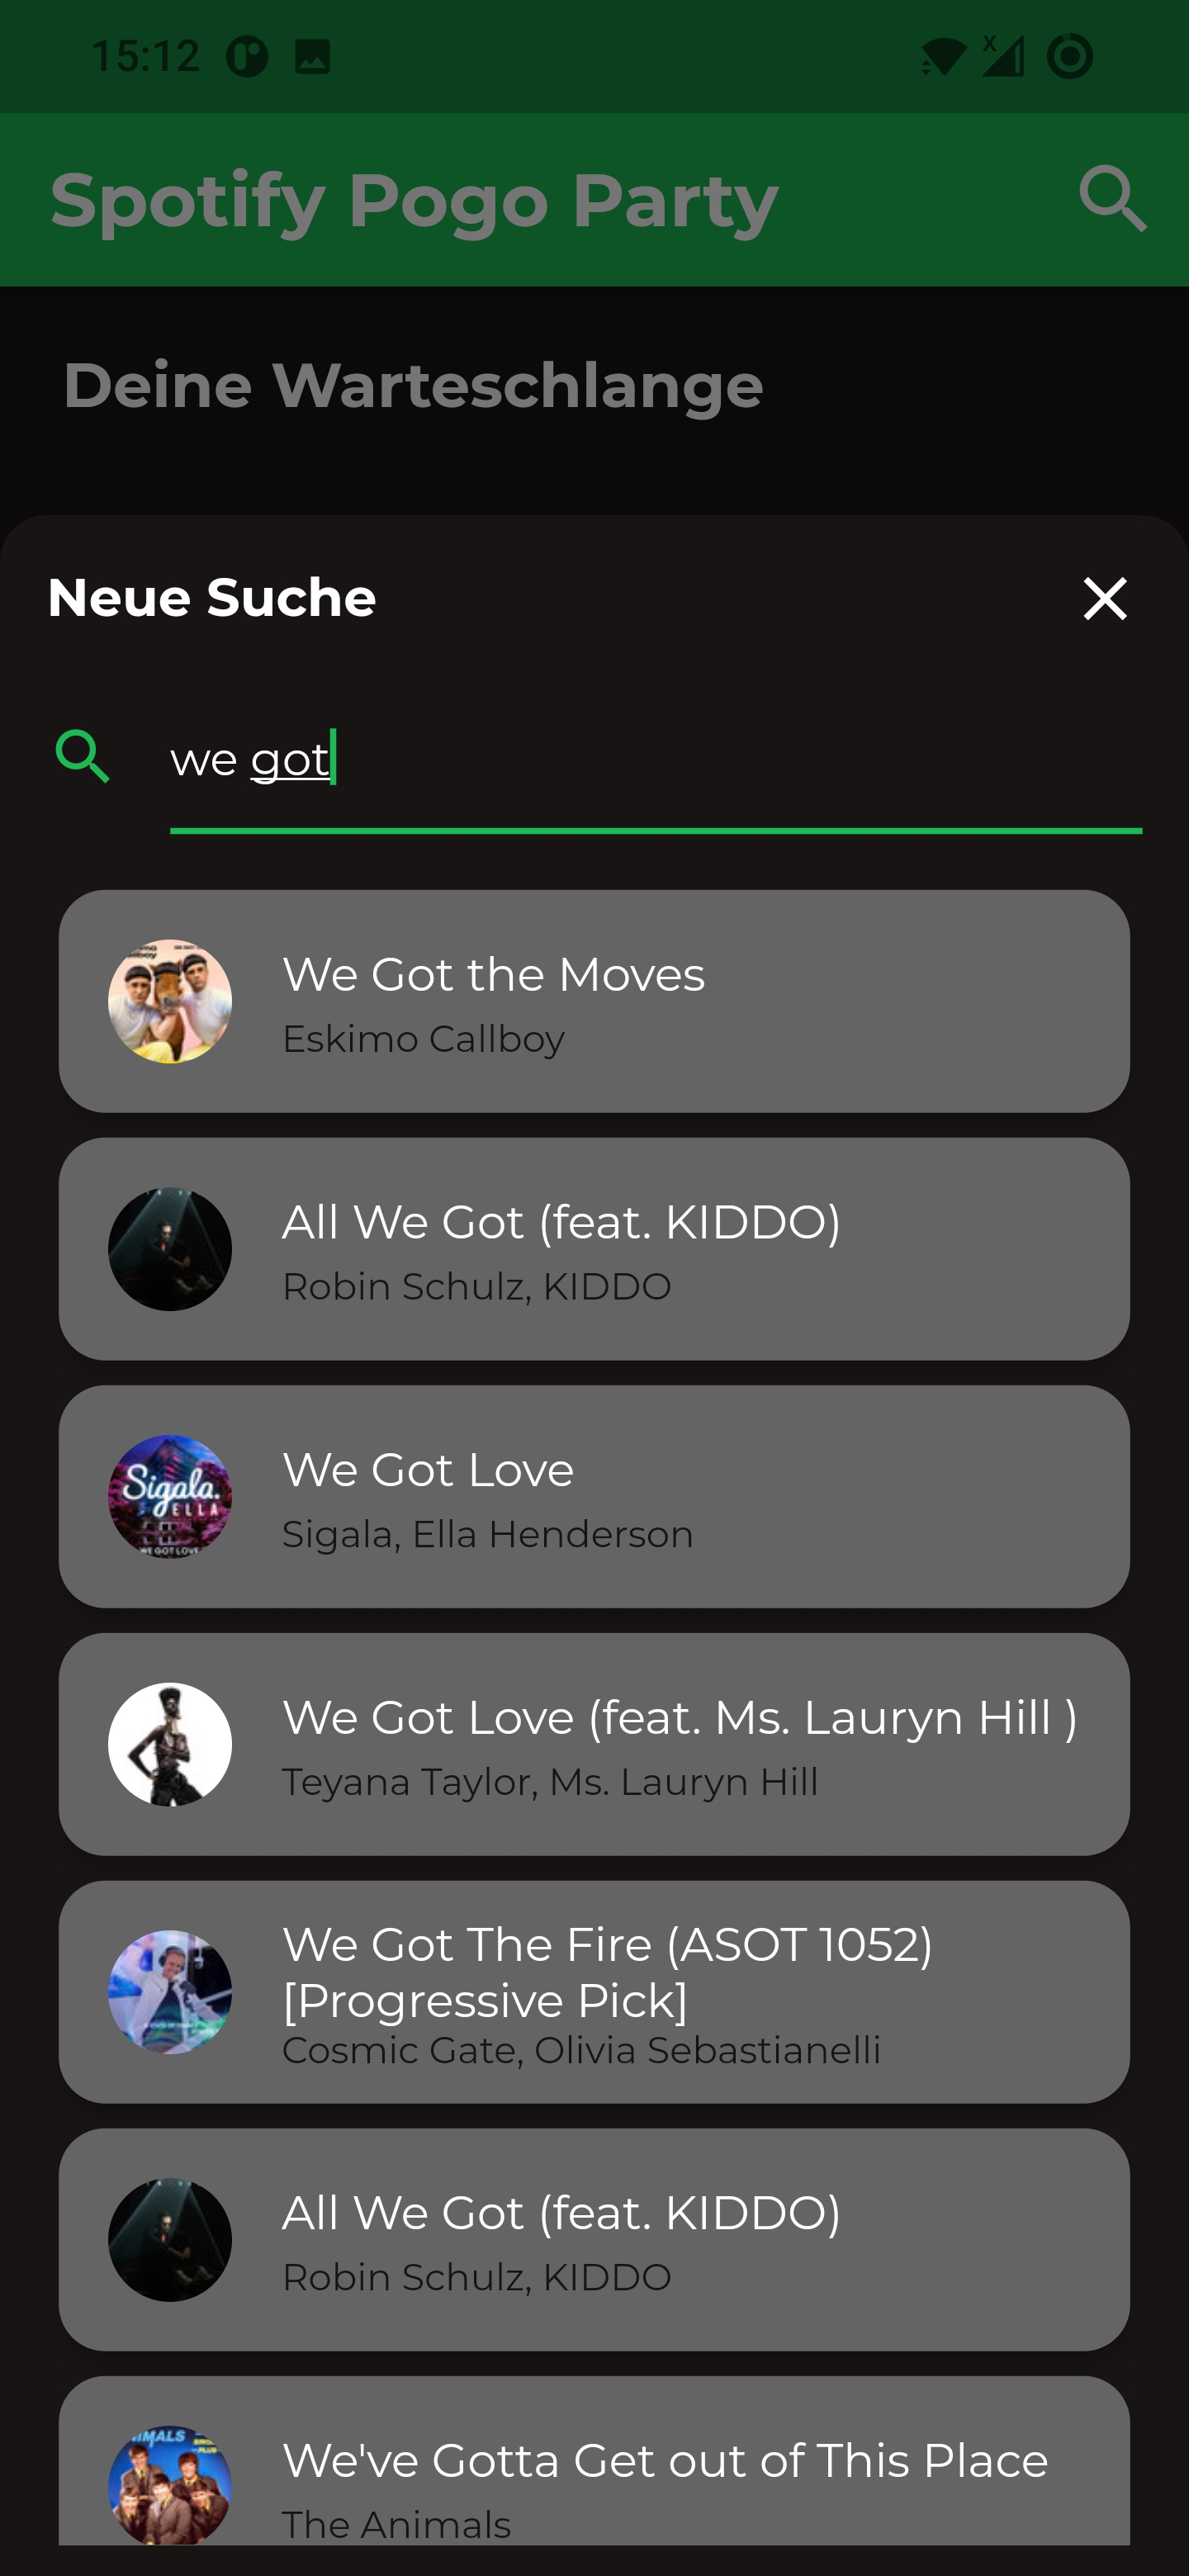 15:12
Spotify Pogo Party
Deine Warteschlange
Neue Suche
we got
We Got the Moves
Eskimo Callboy
All We Got (feat. KIDDO)
Robin Schulz, KIDDO
We Got Love
Sigala, Ella Henderson
Sigala.
ELLA
WE GOT LOVE
We Got Love (feat. Ms. Lauryn Hill )
Teyana Taylor, Ms. Lauryn Hill
We Got The Fire (ASOT 1052)
[Progressive Pick]
Cosmic Gate, Olivia Sebastianelli
All We Got (feat. KIDDO)
Robin Schulz, KIDDO
We've Gotta Get out of This Place
The Animals